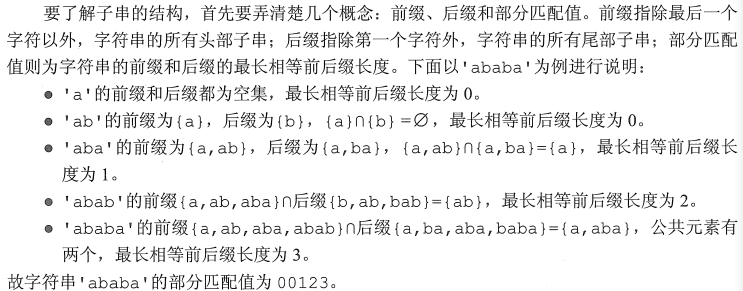 要了解子串的结构，首先要弄清楚几个概念：前缀、后缀和部分匹配值。前缀指除最后一个
字符以外，字符串的所有头部子串；后缀指除第一个字符外，字符串的所有尾部子串；部分匹配
值则为字符串的前缀和后缀的最长相等前后缀长度。下面以'ababa'为例进行说明：
● 'a'的前缀和后缀都为空集，最长相等前后缀长度为 0。
● 'ab'的前缀为{a}，后缀为{b}，{a}∩{b}=∅，最长相等前后缀长度为 0。
● 'aba'的前缀为{a,ab}，后缀为{a,ba}，{a,ab}∩{a,ba}={a}，最长相等前后缀长
度为 1。
● 'abab'的前缀{a,ab,aba}∩后缀{b,ab,bab}={ab}，最长相等前后缀长度为 2。
● 'ababa'的前缀{a,ab,aba,abab}∩后缀{a,ba,aba,baba}={a,aba}，公共元素有
两个，最长相等前后缀长度为 3。
故字符串'ababa'的部分匹配值为 00123。